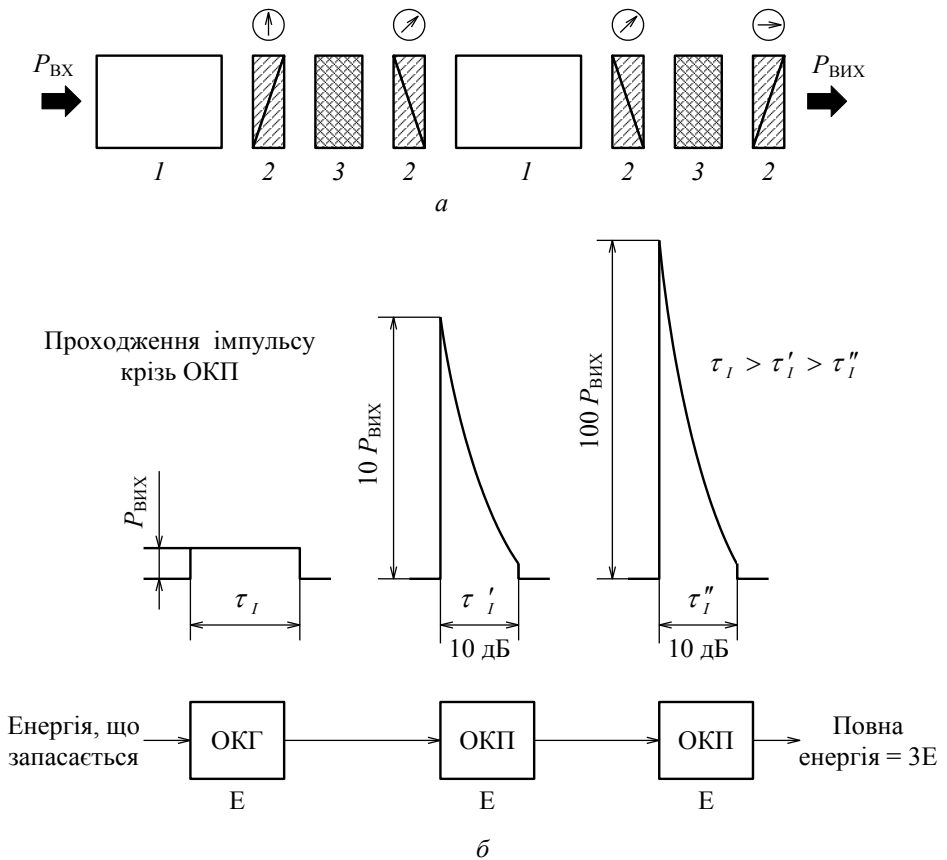 P_ВХ
P_ВИХ
1 2 3 2 1 2 3 2
а
Проходження імпульсу
крізь ОКП
P_ВИХ
10 P_ВИХ
100 P_ВИХ
τ_I > τ′_I > τ″_I
τ_I
τ′_I
τ″_I
10 дБ
10 дБ
Енергія, що
запасається
ОКГ
ОКП
ОКП
Повна
енергія = 3Е
Е
Е
Е
б